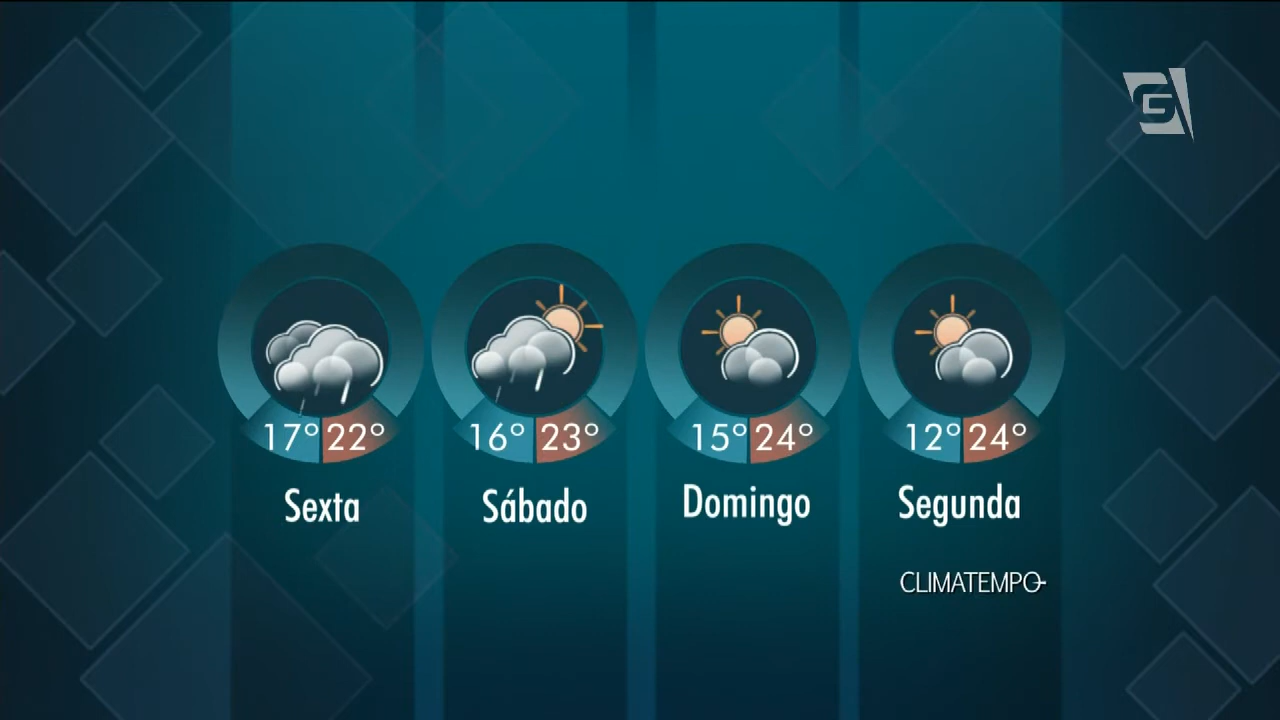 17° 22°
16° 23°
15° 24°
12° 24°
Sexta
Sábado
Domingo
Segunda
CLIMATEMPO